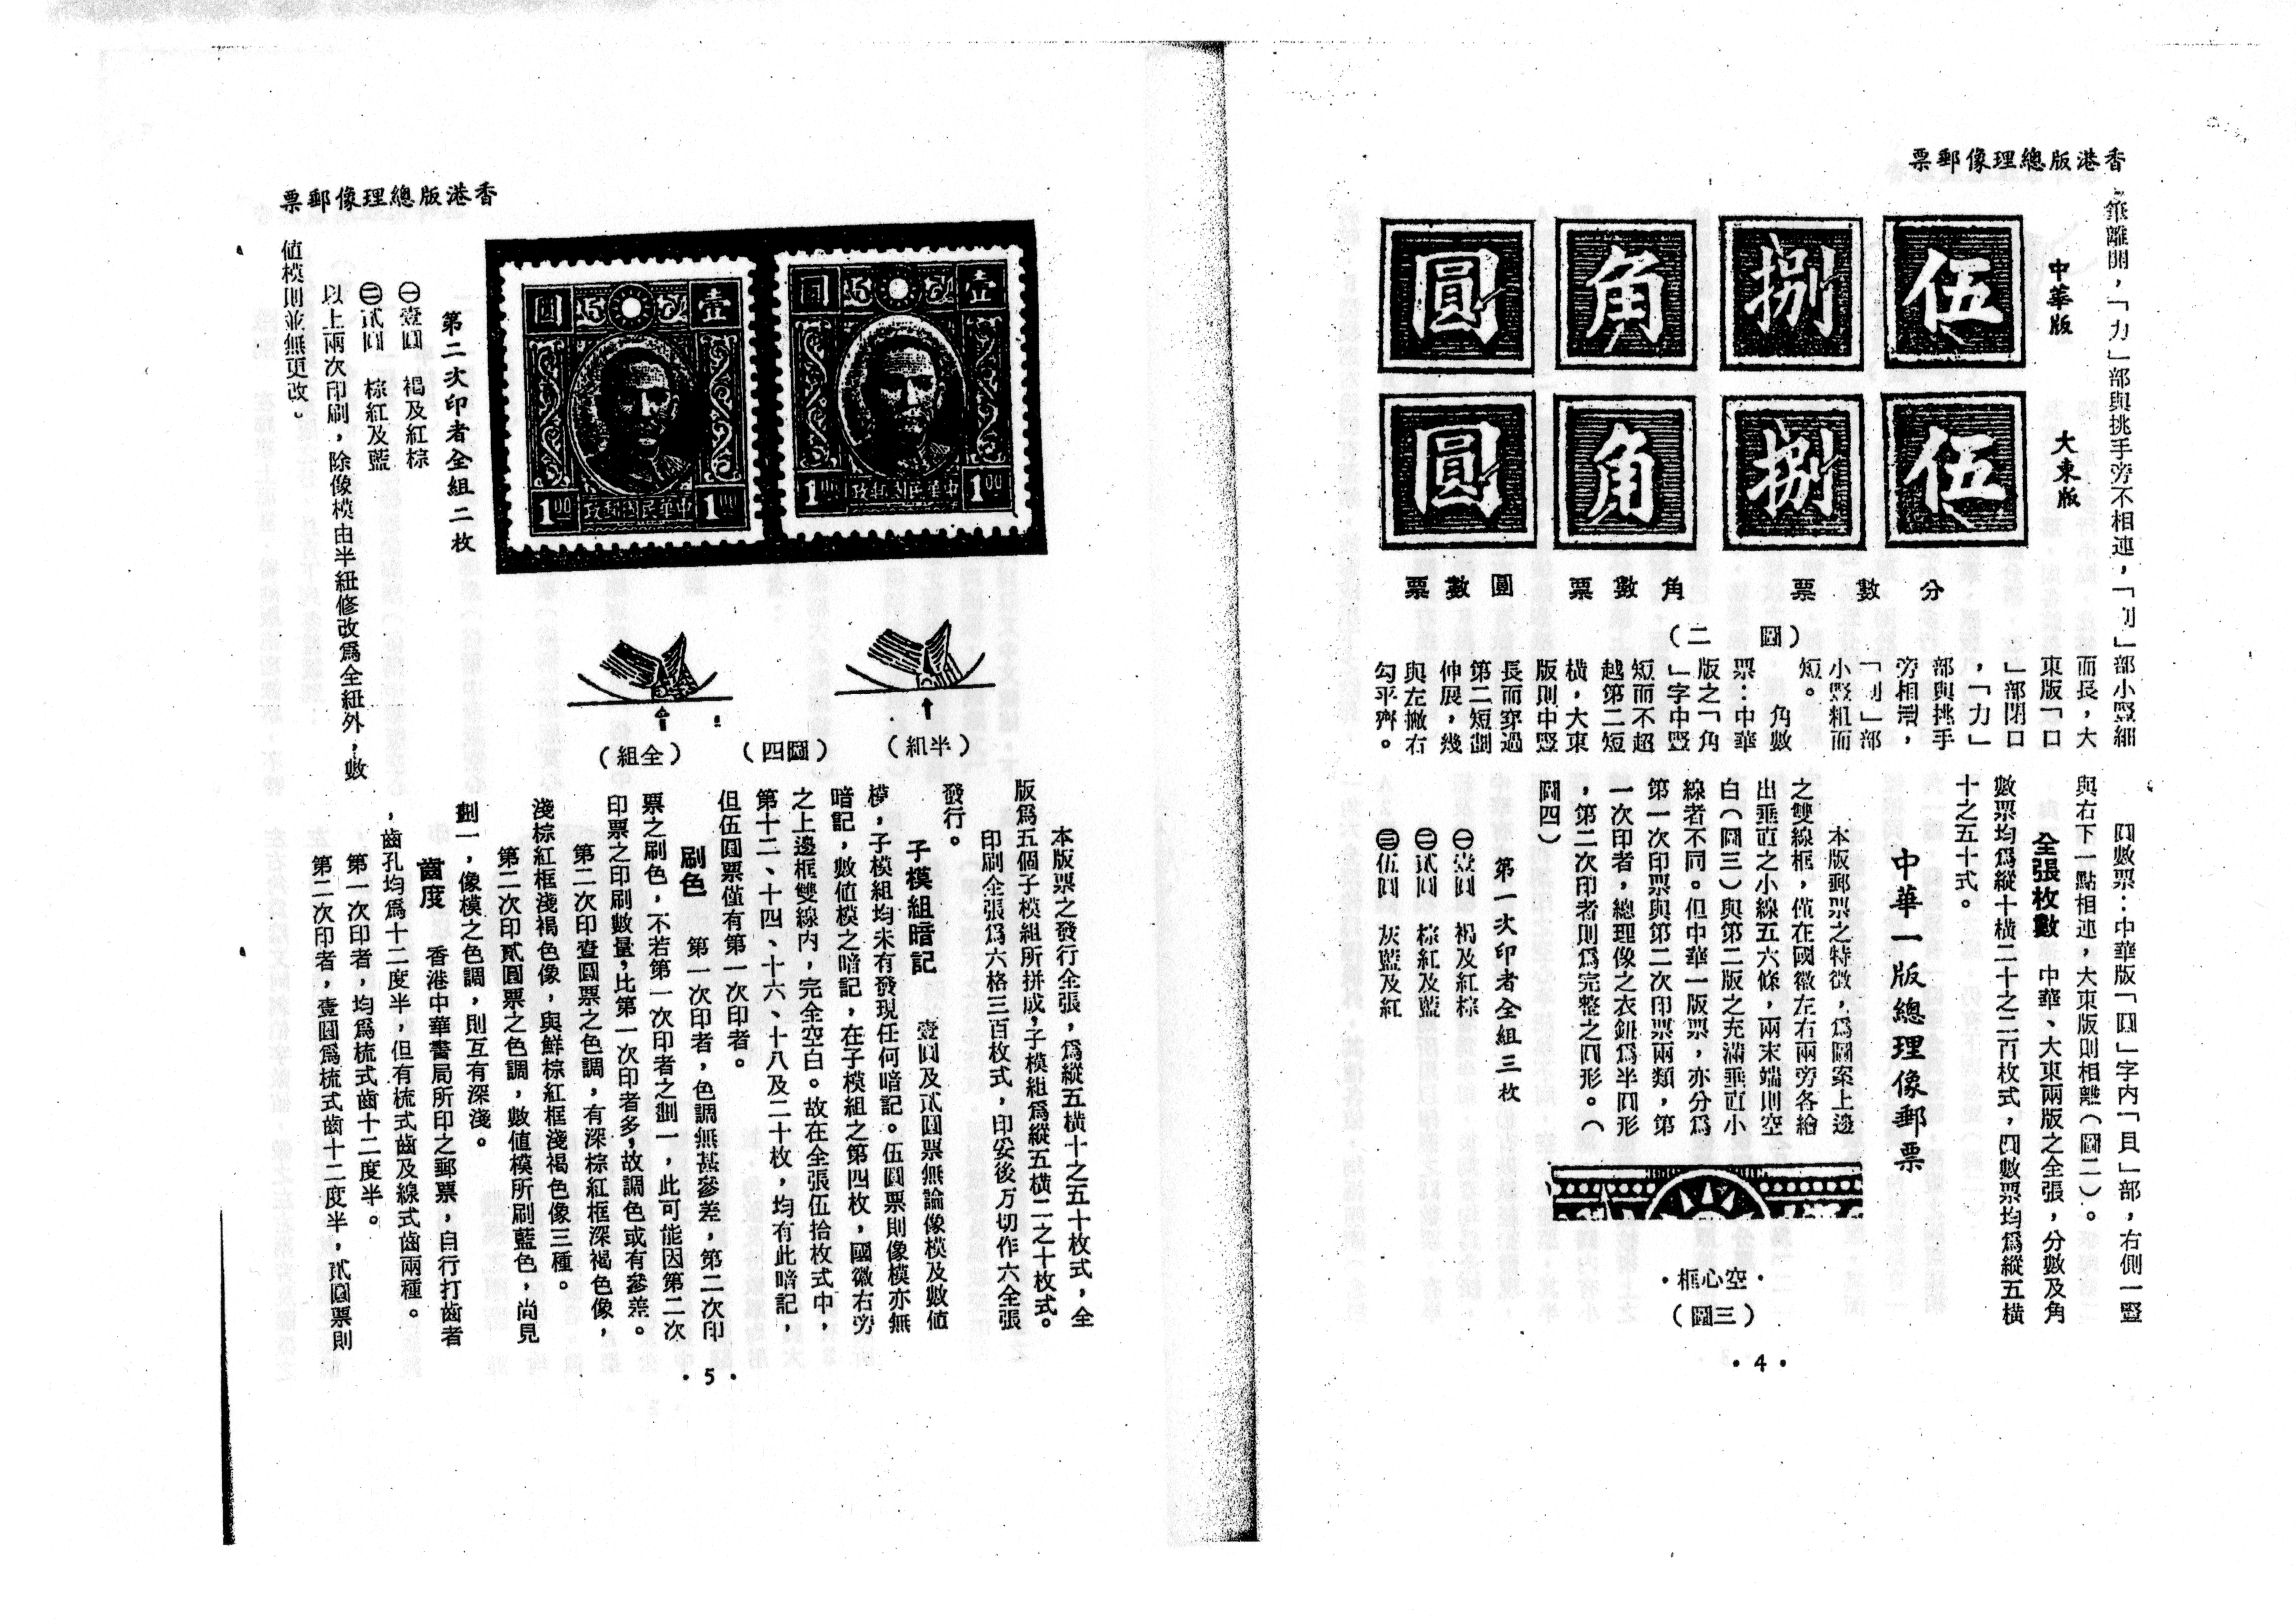 香港版總理像郵票
離開，「力」部與挑手旁不相連，「刂」部小豎細
而長，大
東版「口
」部閉口
，「力」
部與挑手
旁相連，
「刂」部
小豎粗而
短。
角數
票：中華
版之「角
」字中豎
短而不超
越第二短
橫，大東
版則中豎
長而穿過
第二短劃
伸展，幾
與左撇右
勾平齊。
中華版
大東版
伍 捌 角 圓
伍 捌 角 圓
分數票
角數票
圓數票
（圖二）
圓數票：中華版「圓」字內「貝」部，右側一豎
與右下一點相連，大東版則相離（圖二）。
全張枚數　中華、大東兩版之全張，分數及角
數票均爲縱十橫二十之二百枚式，圓數票均爲縱五橫
十之五十式。
中華一版總理像郵票
本版郵票之特徵，爲圖案上邊
之雙線框，僅在國徽左右兩旁各繪
出垂直之小線五六條，兩末端則空
白（圖三）與第二版之充滿垂直小
線者不同。但中華一版票，亦分爲
第一次印票與第二次印票兩類，第
一次印者，總理像之衣鈕爲半圓形
，第二次印者則爲完整之圓形。（
圖四）
第一次印者全組三枚
㊀壹圓　褐及紅棕
㊁貳圓　棕紅及藍
㊂伍圓　灰藍及紅
・空心框・
（圖三）
・4・
香港版總理像郵票
壹 圓
中華民國郵政
1 00 1 00
壹 圓
中華民國郵政
1 00 1 00
第二次印者全組二枚
㊀壹圓　褐及紅棕
㊁貳圓　棕紅及藍
以上兩次印刷，除像模由半紐修改爲全紐外，數
値模則並無更改。
（半紐）
（圖四）
（全紐）
本版票之發行全張，爲縱五橫十之五十枚式，全
版爲五個子模組所拼成，子模組爲縱五橫二之十枚式。
印刷全張爲六格三百枚式，印妥後方切作六全張
發行。
子模組暗記　壹圓及貳圓票無論像模及數値
模，子模組均未有發現任何暗記。伍圓票則像模亦無
暗記，數値模之暗記，在子模組之第四枚，國徽右旁
之上邊框雙線內，完全空白。故在全張伍拾枚式中，
第十二、十四、十六、十八及二十枚，均有此暗記，
但伍圓票僅有第一次印者。
刷色　第一次印者，色調無甚參差，第二次印
票之刷色，不若第一次印者之劃一，此可能因第二次
印票之印刷數量，比第一次印者多，故調色或有參差。
第二次印壹圓票之色調，有深棕紅框深褐色像，
淺棕紅框淺褐色像，與鮮棕紅框淺褐色像三種。
第二次印貳圓票之色調，數値模所刷藍色，尚見
劃一，像模之色調，則互有深淺。
齒度　香港中華書局所印之郵票，自行打齒者
，齒孔均爲十二度半，但有梳式齒及線式齒兩種。
第一次印者，均爲梳式齒十二度半。
第二次印者，壹圓爲梳式齒十二度半，貳圓票則
・5・